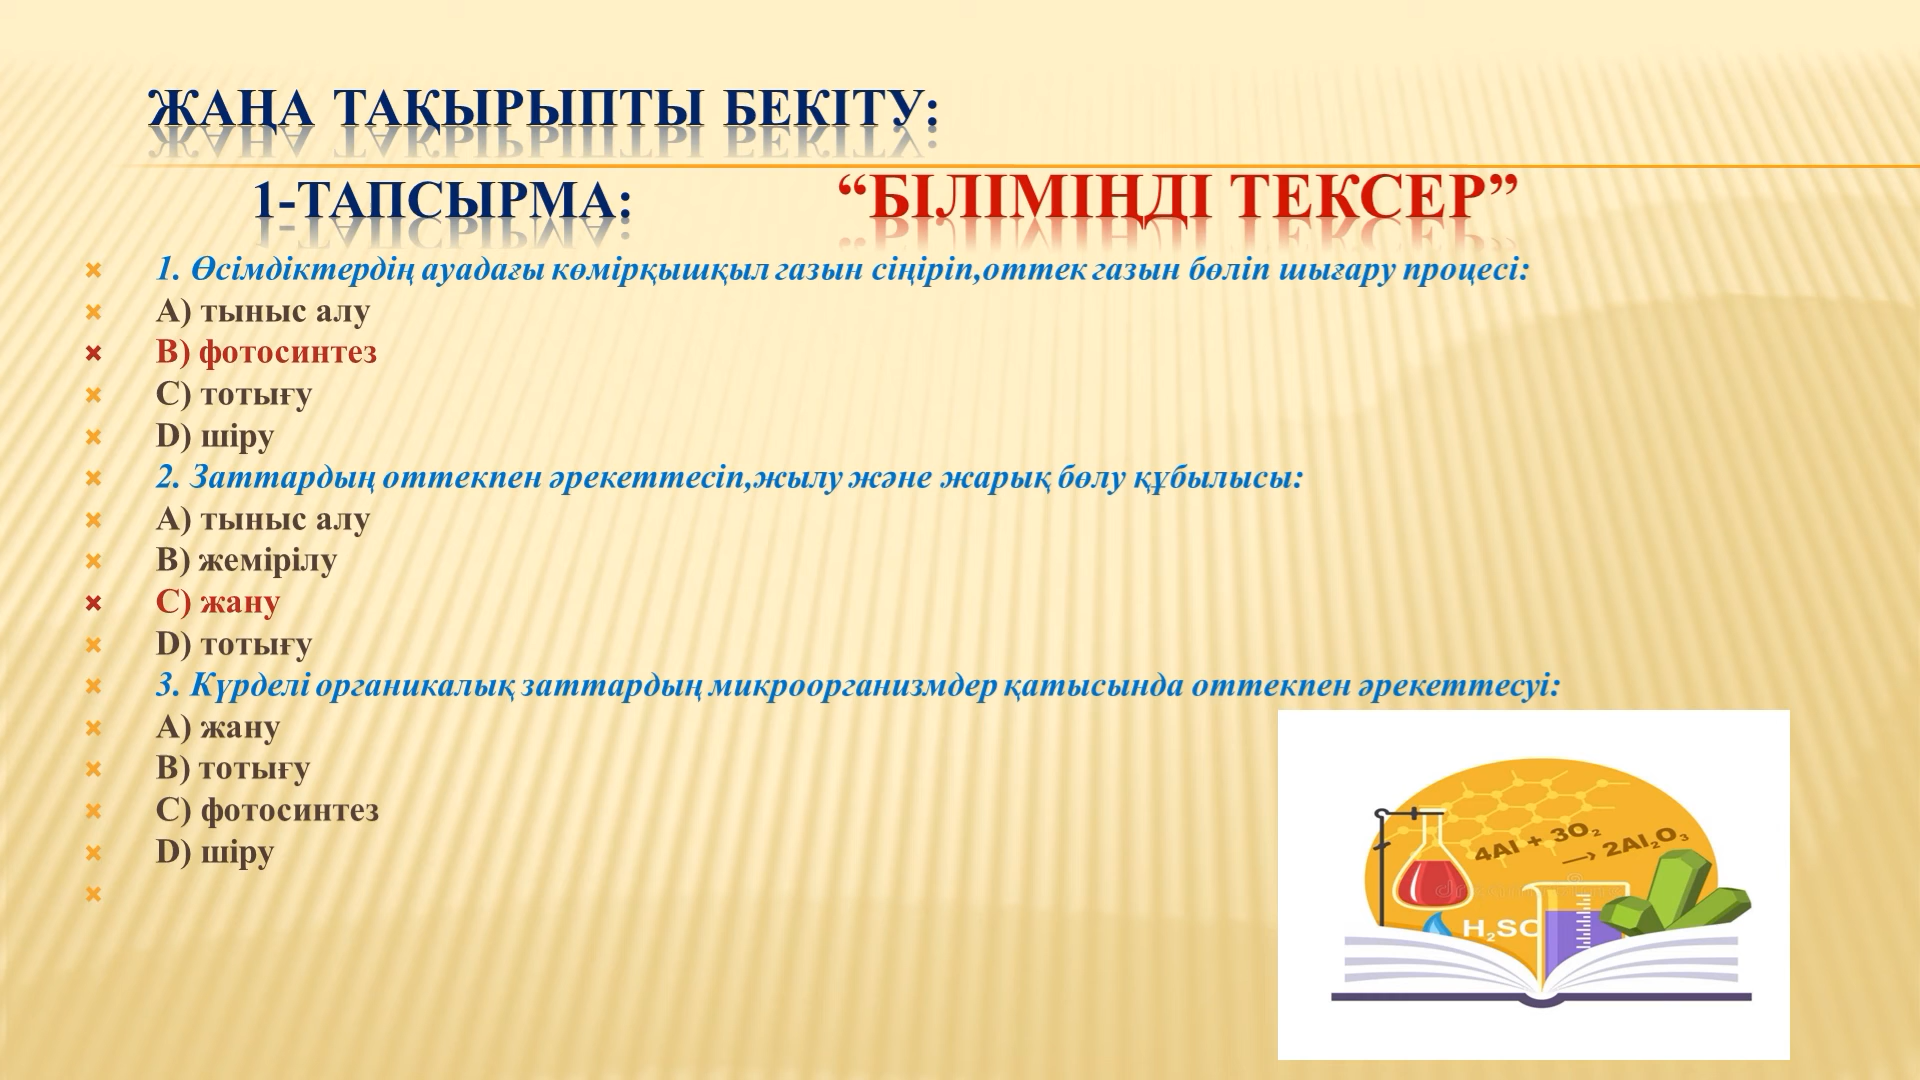 ЖАҢА ТАҚЫРЫПТЫ БЕКІТУ:
1-ТАПСЫРМА: “БІЛІМІҢДІ ТЕКСЕР”
1. Өсімдіктердің ауадағы көмірқышқыл газын сіңіріп,оттек газын бөліп шығару процесі:
А) тыныс алу
В) фотосинтез
С) тотығу
D) шіру
2. Заттардың оттекпен әрекеттесіп,жылу және жарық бөлу құбылысы:
А) тыныс алу
В) жемірілу
С) жану
D) тотығу
3. Күрделі органикалық заттардың микроорганизмдер қатысында оттекпен әрекеттесуі:
А) жану
В) тотығу
С) фотосинтез
D) шіру
4Al + 3O₂
→ 2Al₂O₃
H₂SO